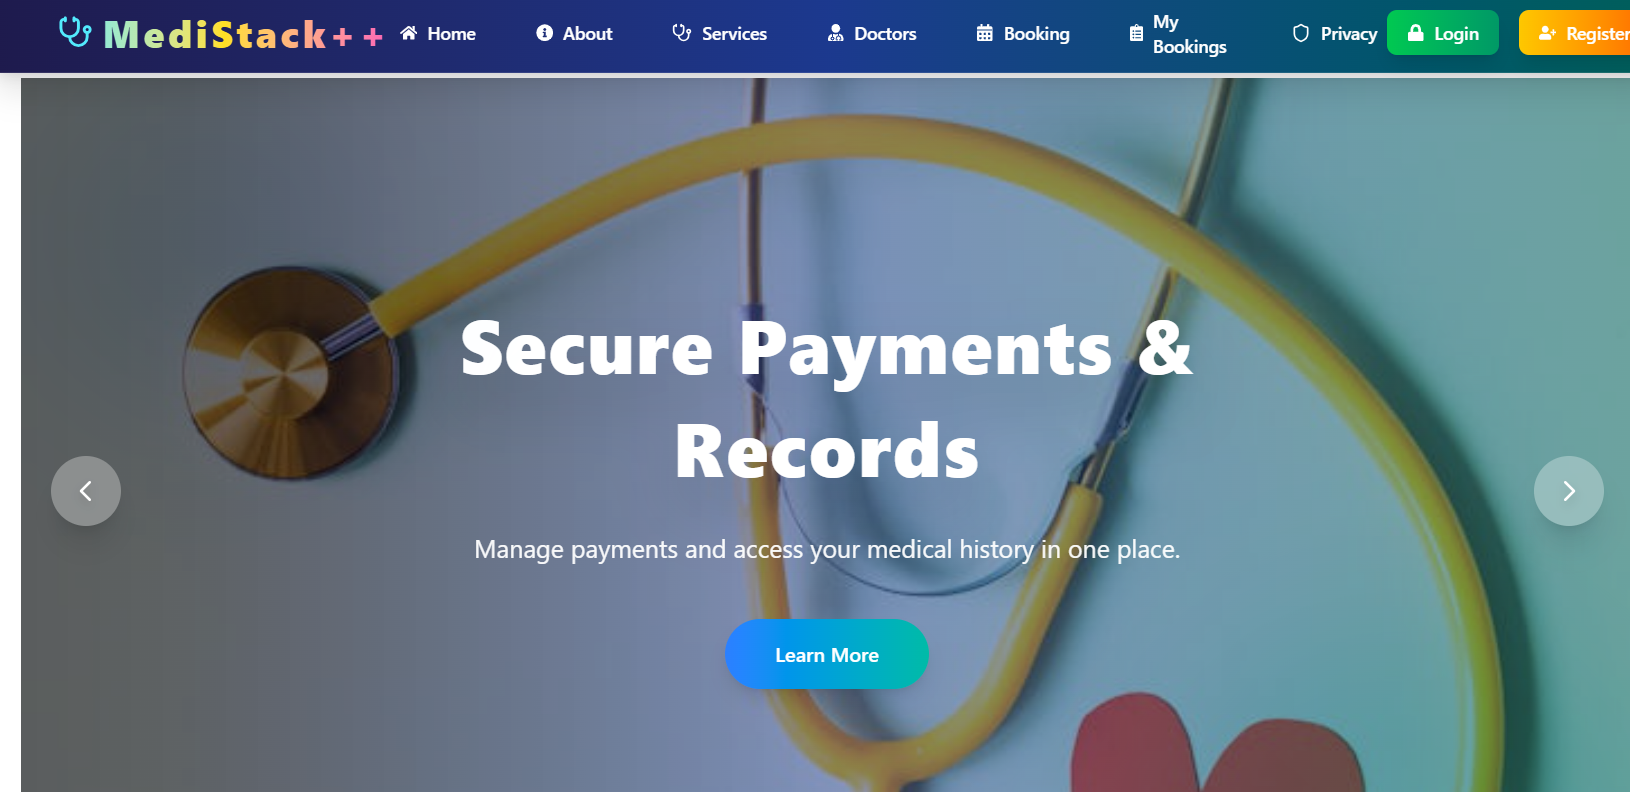 MediStack++
Home
About
Services
Doctors
Booking
My
Bookings
Privacy
Login
Register
Secure Payments &
Records
Manage payments and access your medical history in one place.
Learn More